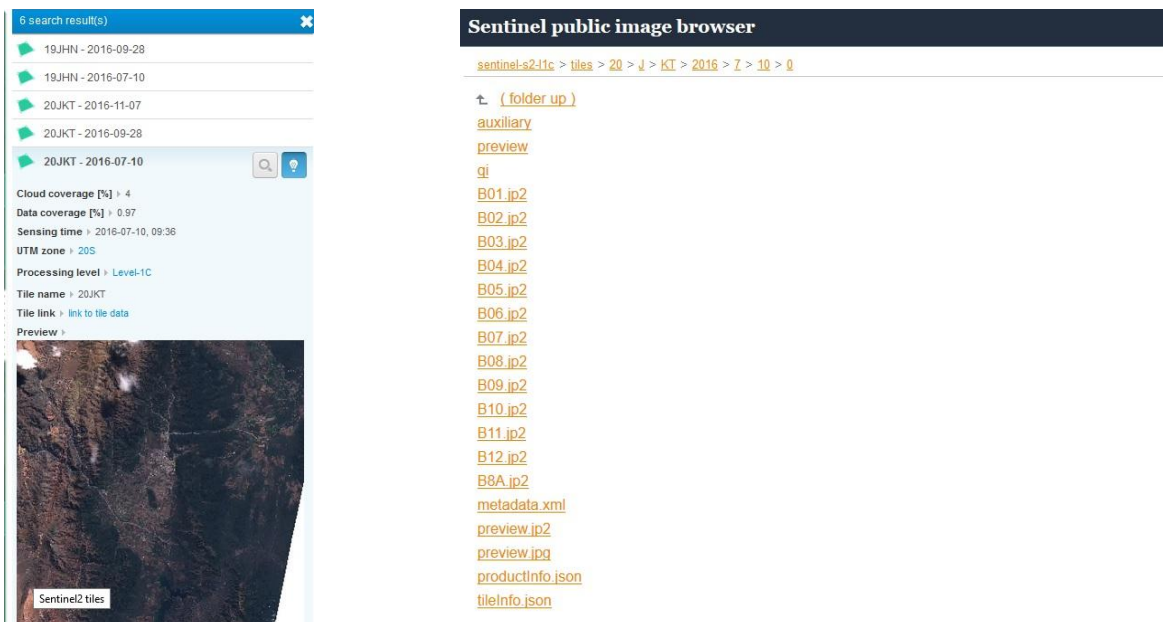 6 search result(s)
19JHN - 2016-09-28
19JHN - 2016-07-10
20JKT - 2016-11-07
20JKT - 2016-09-28
20JKT - 2016-07-10
Cloud coverage [%] 4
Data coverage [%] 0.97
Sensing time 2016-07-10, 09:36
UTM zone 20S
Processing level Level-1C
Tile name 20JKT
Tile link link to tile data
Preview
Sentinel2 tiles
Sentinel public image browser
sentinel-s2-l1c > tiles > 20 > J > KT > 2016 > 7 > 10 > 0
( folder up )
auxiliary
preview
qi
B01.jp2
B02.jp2
B03.jp2
B04.jp2
B05.jp2
B06.jp2
B07.jp2
B08.jp2
B09.jp2
B10.jp2
B11.jp2
B12.jp2
B8A.jp2
metadata.xml
preview.jp2
preview.jpg
productInfo.json
tileInfo.json